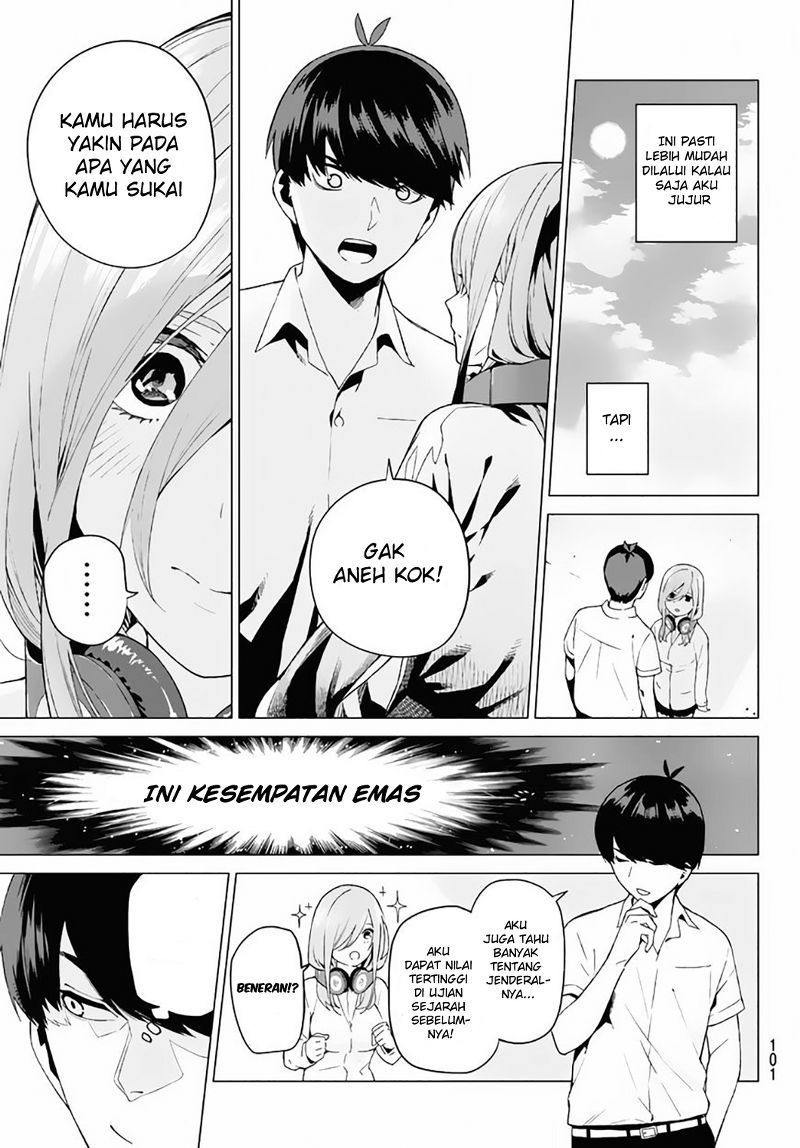 INI PASTI
LEBIH MUDAH
DILALUI KALAU
SAJA AKU
JUJUR
TAPI
...
GAK
ANEH KOK!
KAMU HARUS
YAKIN PADA
APA YANG
KAMU SUKAI
......
INI KESEMPATAN EMAS
AKU
JUGA TAHU
BANYAK
TENTANG
JENDERAL-
NYA...
AKU
DAPAT NILAI
TERTINGGI
DI UJIAN
SEJARAH
SEBELUM-
NYA!
BENERAN!?
101